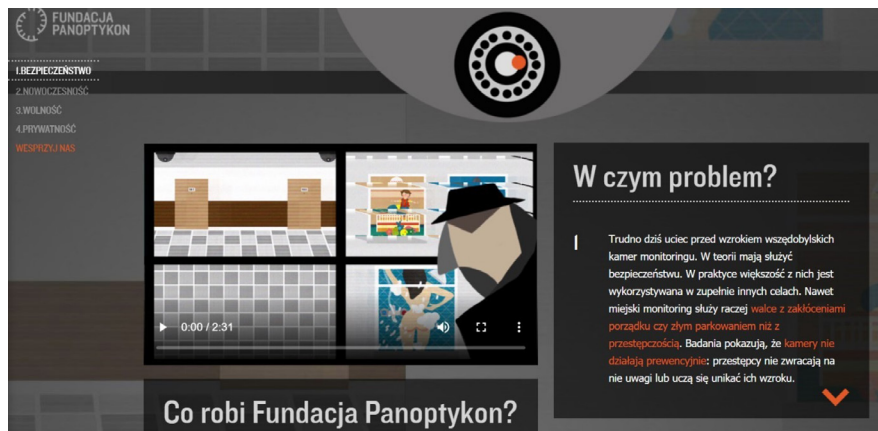 FUNDACJA
PANOPTYKON
1.BEZPIECZEŃSTWO
2.NOWOCZESNOŚĆ
3.WOLNOŚĆ
4.PRYWATNOŚĆ
WESPRZYJ NAS
0:00 / 2:31
Co robi Fundacja Panoptykon?
W czym problem?
1
Trudno dziś uciec przed wzrokiem wszędobylskich
kamer monitoringu. W teorii mają służyć
bezpieczeństwu. W praktyce większość z nich jest
wykorzystywana w zupełnie innych celach. Nawet
miejski monitoring służy raczej walce z zakłóceniami
porządku czy złym parkowaniem niż z
przestępczością. Badania pokazują, że kamery nie
działają prewencyjnie: przestępcy nie zwracają na
nie uwagi lub uczą się unikać ich wzroku.